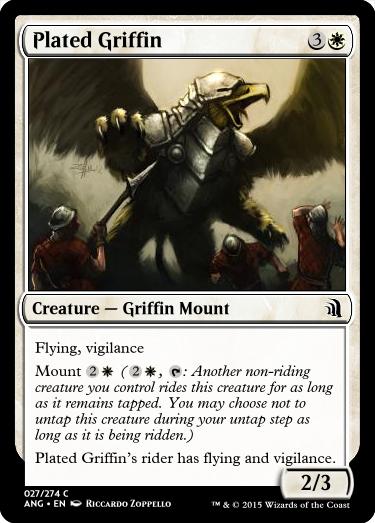 Plated Griffin 3
Creature — Griffin Mount
Flying, vigilance
Mount 2 ( 2 , : Another non-riding
creature you control rides this creature for as long
as it remains tapped. You may choose not to
untap this creature during your untap step as
long as it is being ridden.)
Plated Griffin's rider has flying and vigilance.
2/3
027/274 C
ANG • EN Riccardo Zoppello ™ & © 2015 Wizards of the Coast